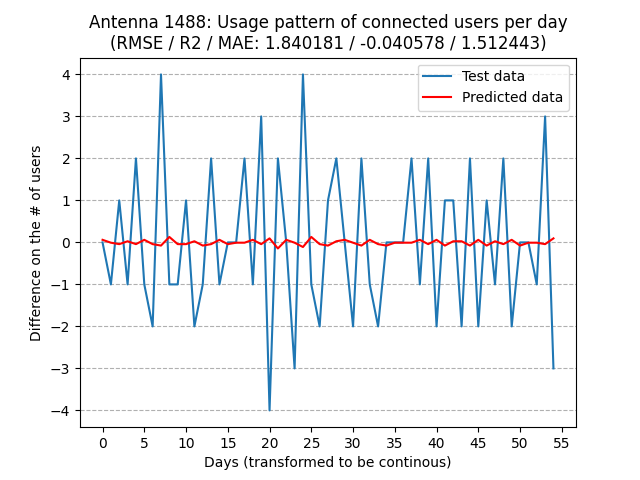 Antenna 1488: Usage pattern of connected users per day
(RMSE / R2 / MAE: 1.840181 / -0.040578 / 1.512443)
Test data
Predicted data
Difference on the # of users
4
3
2
1
0
−1
−2
−3
−4
0 5 10 15 20 25 30 35 40 45 50 55
Days (transformed to be continous)